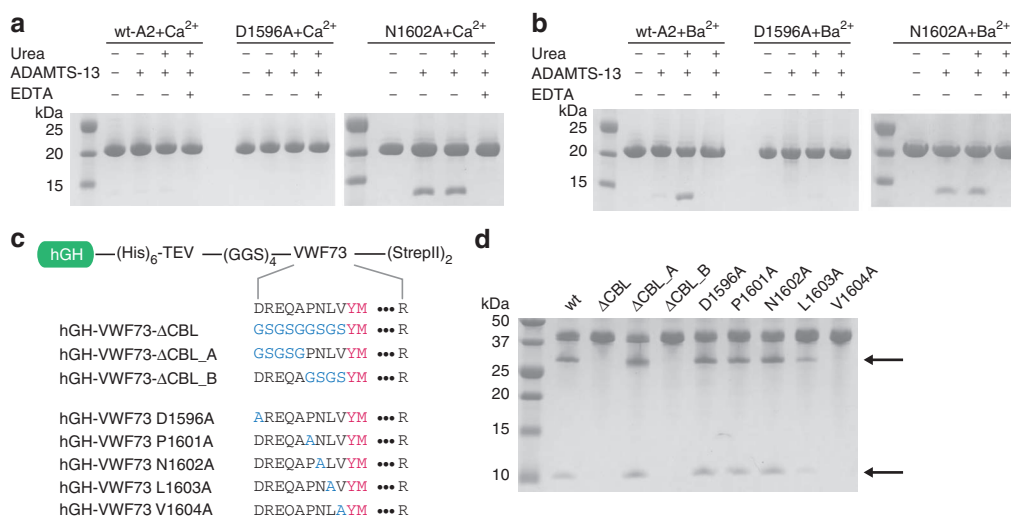 a
wt-A2+Ca2+ D1596A+Ca2+ N1602A+Ca2+
Urea – – + + – – + + – – + +
ADAMTS-13 – + + + – + + + – + + +
EDTA – – – + – – – + – – – +
kDa
25
20
15
b
wt-A2+Ba2+ D1596A+Ba2+ N1602A+Ba2+
Urea – – + + – – + + – – + +
ADAMTS-13 – + + + – + + + – + + +
EDTA – – – + – – – + – – – +
kDa
25
20
15
c
hGH (His)6-TEV (GGS)4 VWF73 (StrepII)2
DREQAPNLVYM ••• R
hGH-VWF73-ΔCBL GSGSGGSGSYM ••• R
hGH-VWF73-ΔCBL_A GSGSGPNLVYM ••• R
hGH-VWF73-ΔCBL_B DREQAGSGSYM ••• R
hGH-VWF73 D1596A AREQAPNLVYM ••• R
hGH-VWF73 P1601A DREQAANLVYM ••• R
hGH-VWF73 N1602A DREQAPALVYM ••• R
hGH-VWF73 L1603A DREQAPNAVYM ••• R
hGH-VWF73 V1604A DREQAPNLAYM ••• R
d
wt ΔCBL ΔCBL_A ΔCBL_B D1596A P1601A N1602A L1603A V1604A
kDa
50
37
25
20
15
10